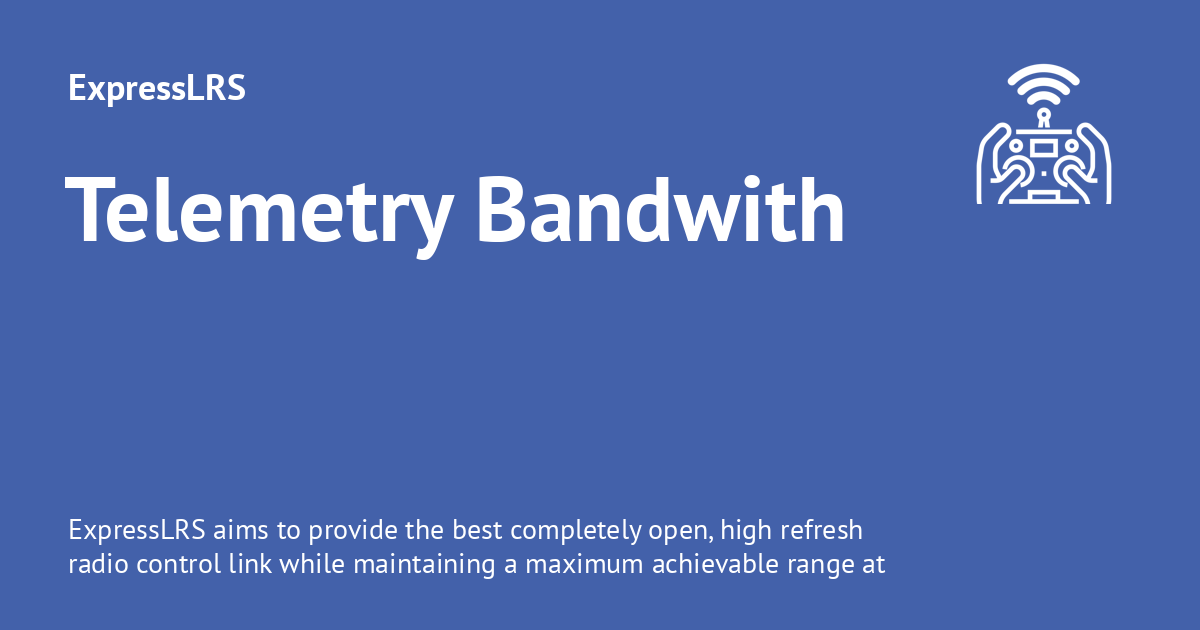 ExpressLRS
Telemetry Bandwith
ExpressLRS aims to provide the best completely open, high refresh
radio control link while maintaining a maximum achievable range at